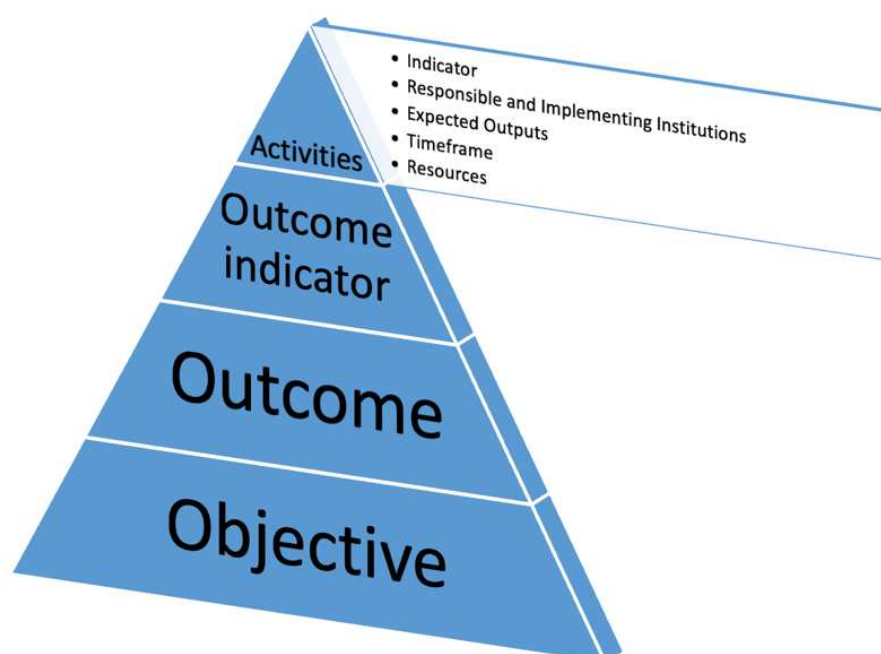 • Indicator
• Responsible and Implementing Institutions
• Expected Outputs
• Timeframe
• Resources
Activities
Outcome
indicator
Outcome
Objective